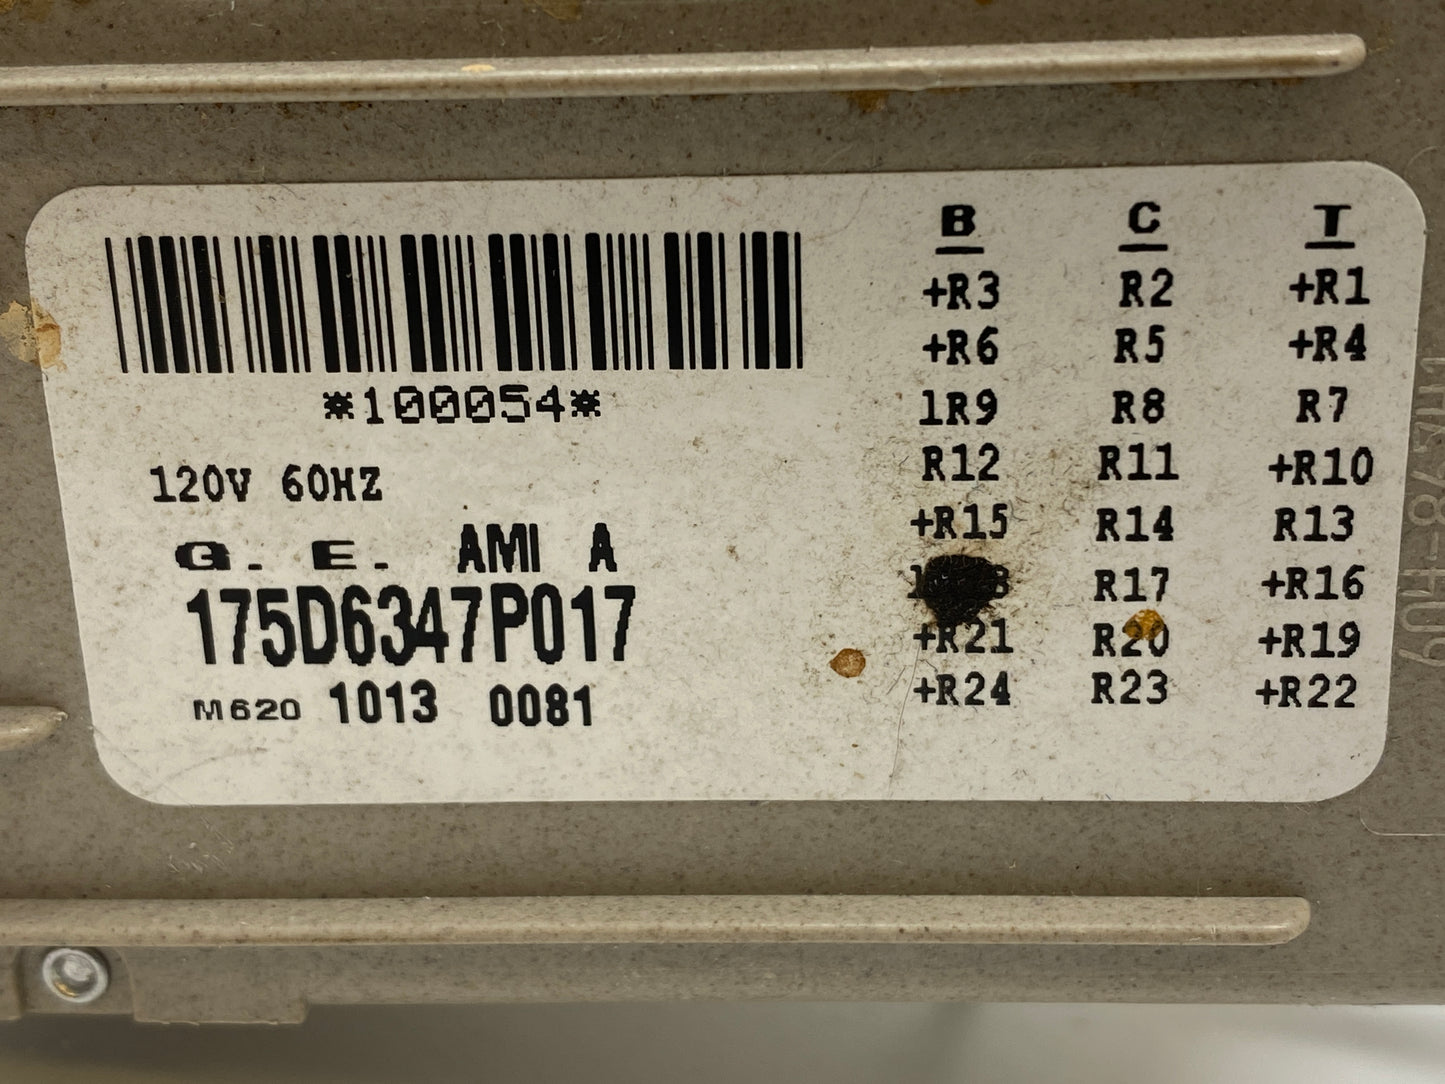 *100054*
120V 60HZ
G. E. AMI A
175D6347P017
M620 1013 0081
B C T
+R3 R2 +R1
+R6 R5 +R4
1R9 R8 R7
R12 R11 +R10
+R15 R14 R13
R17 +R16
+R21 R20 +R19
+R24 R23 +R22